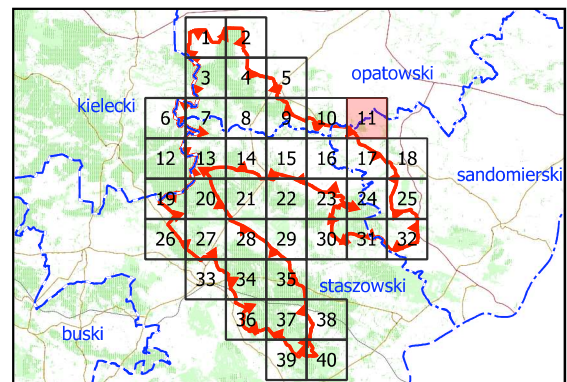 1 2
3 4 5
opatowski
kielecki
6 7 8 9 10 11
12 13 14 15 16 17 18
sandomierski
19 20 21 22 23 24 25
26 27 28 29 30 31 32
33 34 35
staszowski
36 37 38
buski
39 40